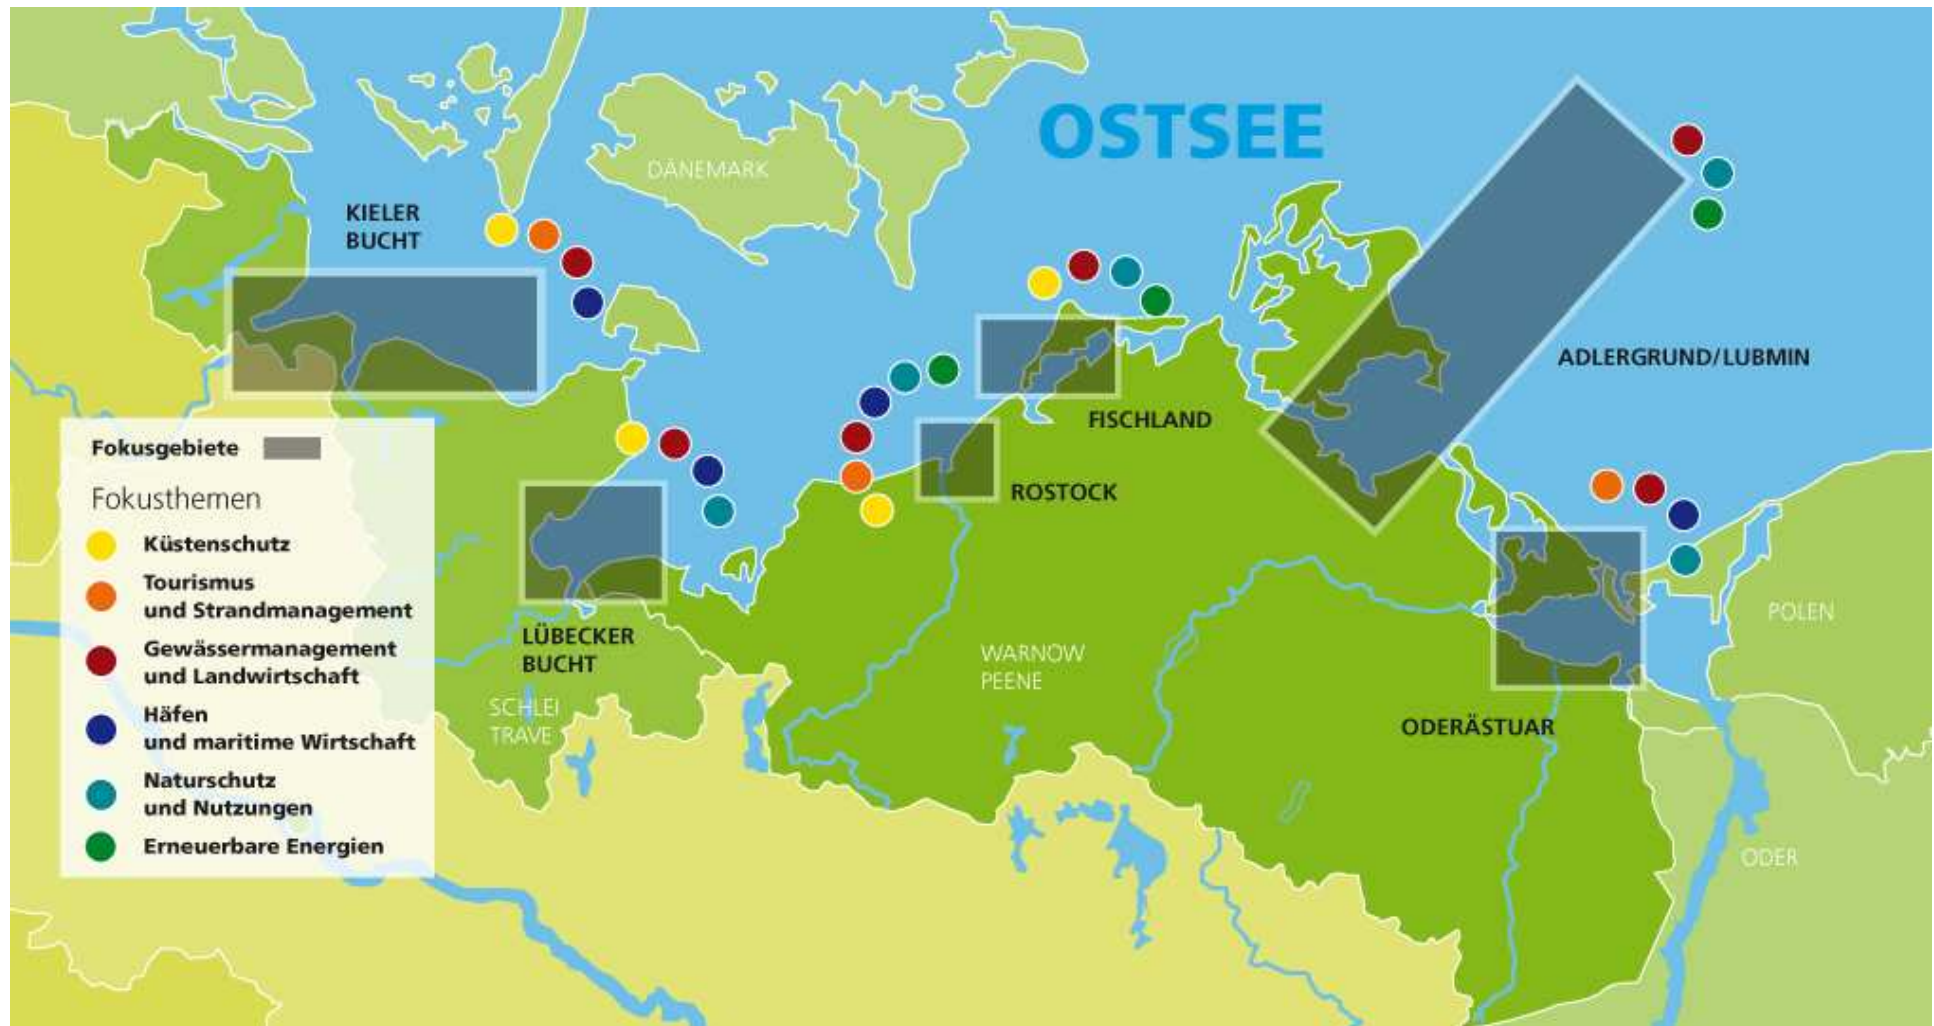 OSTSEE
DÄNEMARK
KIELER
BUCHT
ADLERGRUND/LUBMIN
FISCHLAND
ROSTOCK
Fokusgebiete
Fokusthemen
Küstenschutz
Tourismus
und Strandmanagement
Gewässermanagement
und Landwirtschaft
Häfen
und maritime Wirtschaft
Naturschutz
und Nutzungen
Erneuerbare Energien
LÜBECKER
BUCHT
SCHLEI
TRAVE
WARNOW
PEENE
POLEN
ODERÄSTUAR
ODER